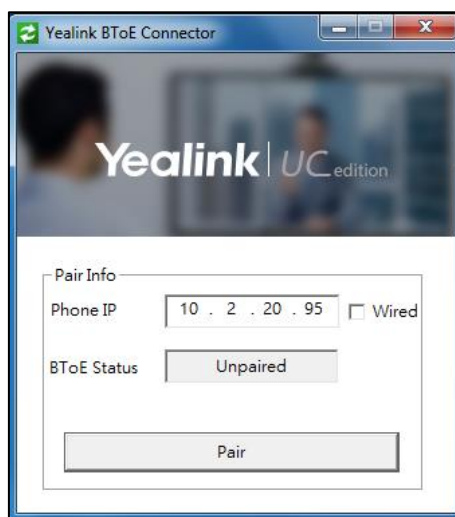 Yealink BToE Connector
Yealink | UC edition
Pair Info
Phone IP 10 . 2 . 20 . 95 Wired
BToE Status Unpaired
Pair